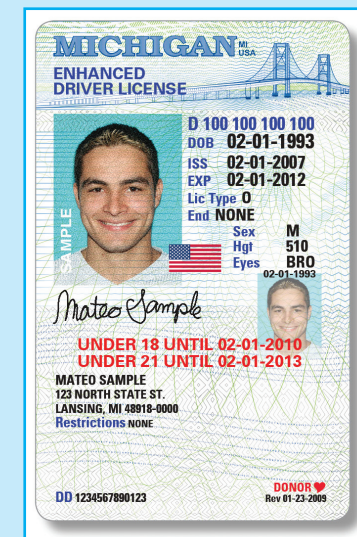 MICHIGAN MI USA
ENHANCED
DRIVER LICENSE
D 100 100 100 100
DOB 02-01-1993
ISS 02-01-2007
EXP 02-01-2012
Lic Type O
End NONE
Sex M
Hgt 510
Eyes BRO
02-01-1993
SAMPLE
Mateo Sample
UNDER 18 UNTIL 02-01-2010
UNDER 21 UNTIL 02-01-2013
MATEO SAMPLE
123 NORTH STATE ST.
LANSING, MI 48918-0000
Restrictions NONE
DONOR
DD 1234567890123
Rev 01-23-2009